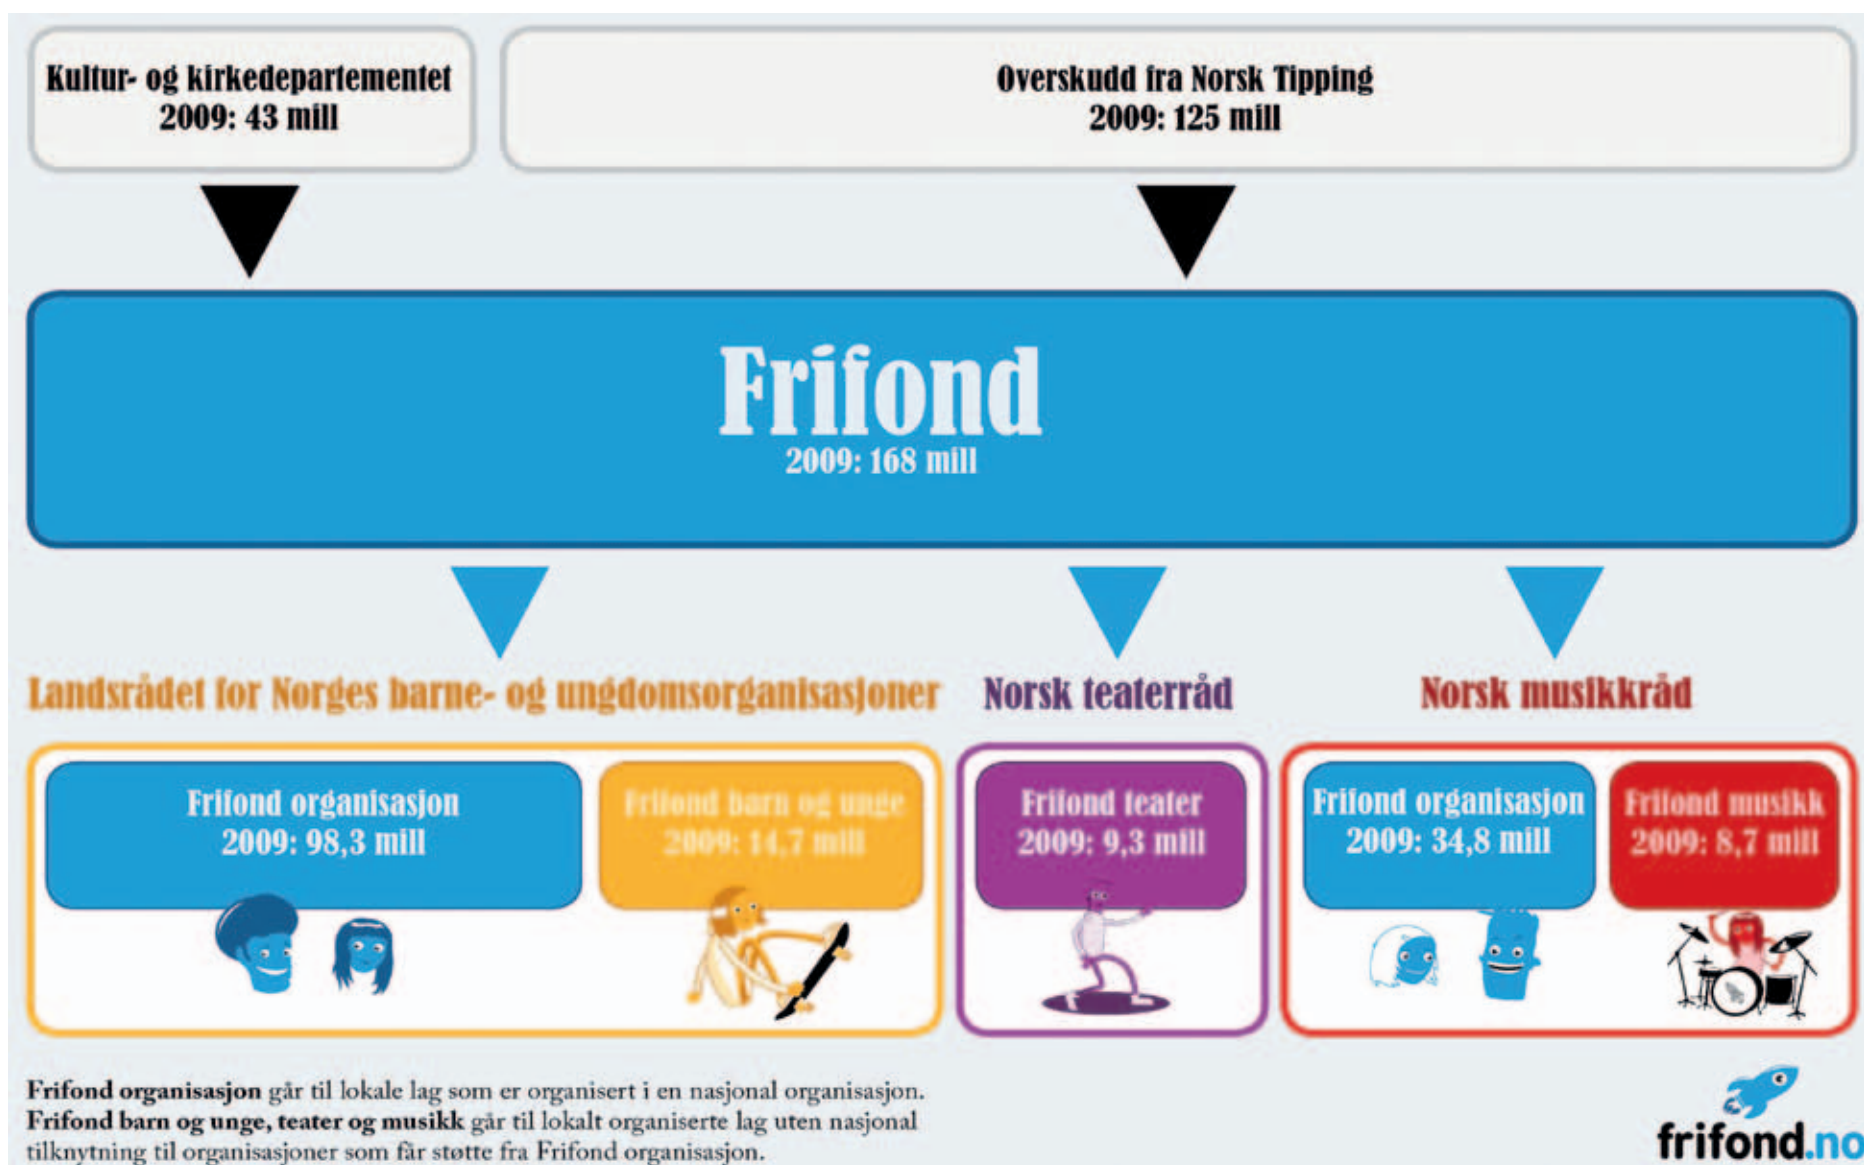 Kultur- og kirkedepartementet
2009: 43 mill
Overskudd fra Norsk Tipping
2009: 125 mill
Frifond
2009: 168 mill
Landsrådet for Norges barne- og ungdomsorganisasjoner
Norsk teaterråd
Norsk musikkråd
Frifond organisasjon
2009: 98,3 mill
Frifond barn og unge
2009: 14,7 mill
Frifond teater
2009: 9,3 mill
Frifond organisasjon
2009: 34,8 mill
Frifond musikk
2009: 8,7 mill
Frifond organisasjon går til lokale lag som er organisert i en nasjonal organisasjon.
Frifond barn og unge, teater og musikk går til lokalt organiserte lag uten nasjonal
tilknytning til organisasjoner som får støtte fra Frifond organisasjon.
frifond.no